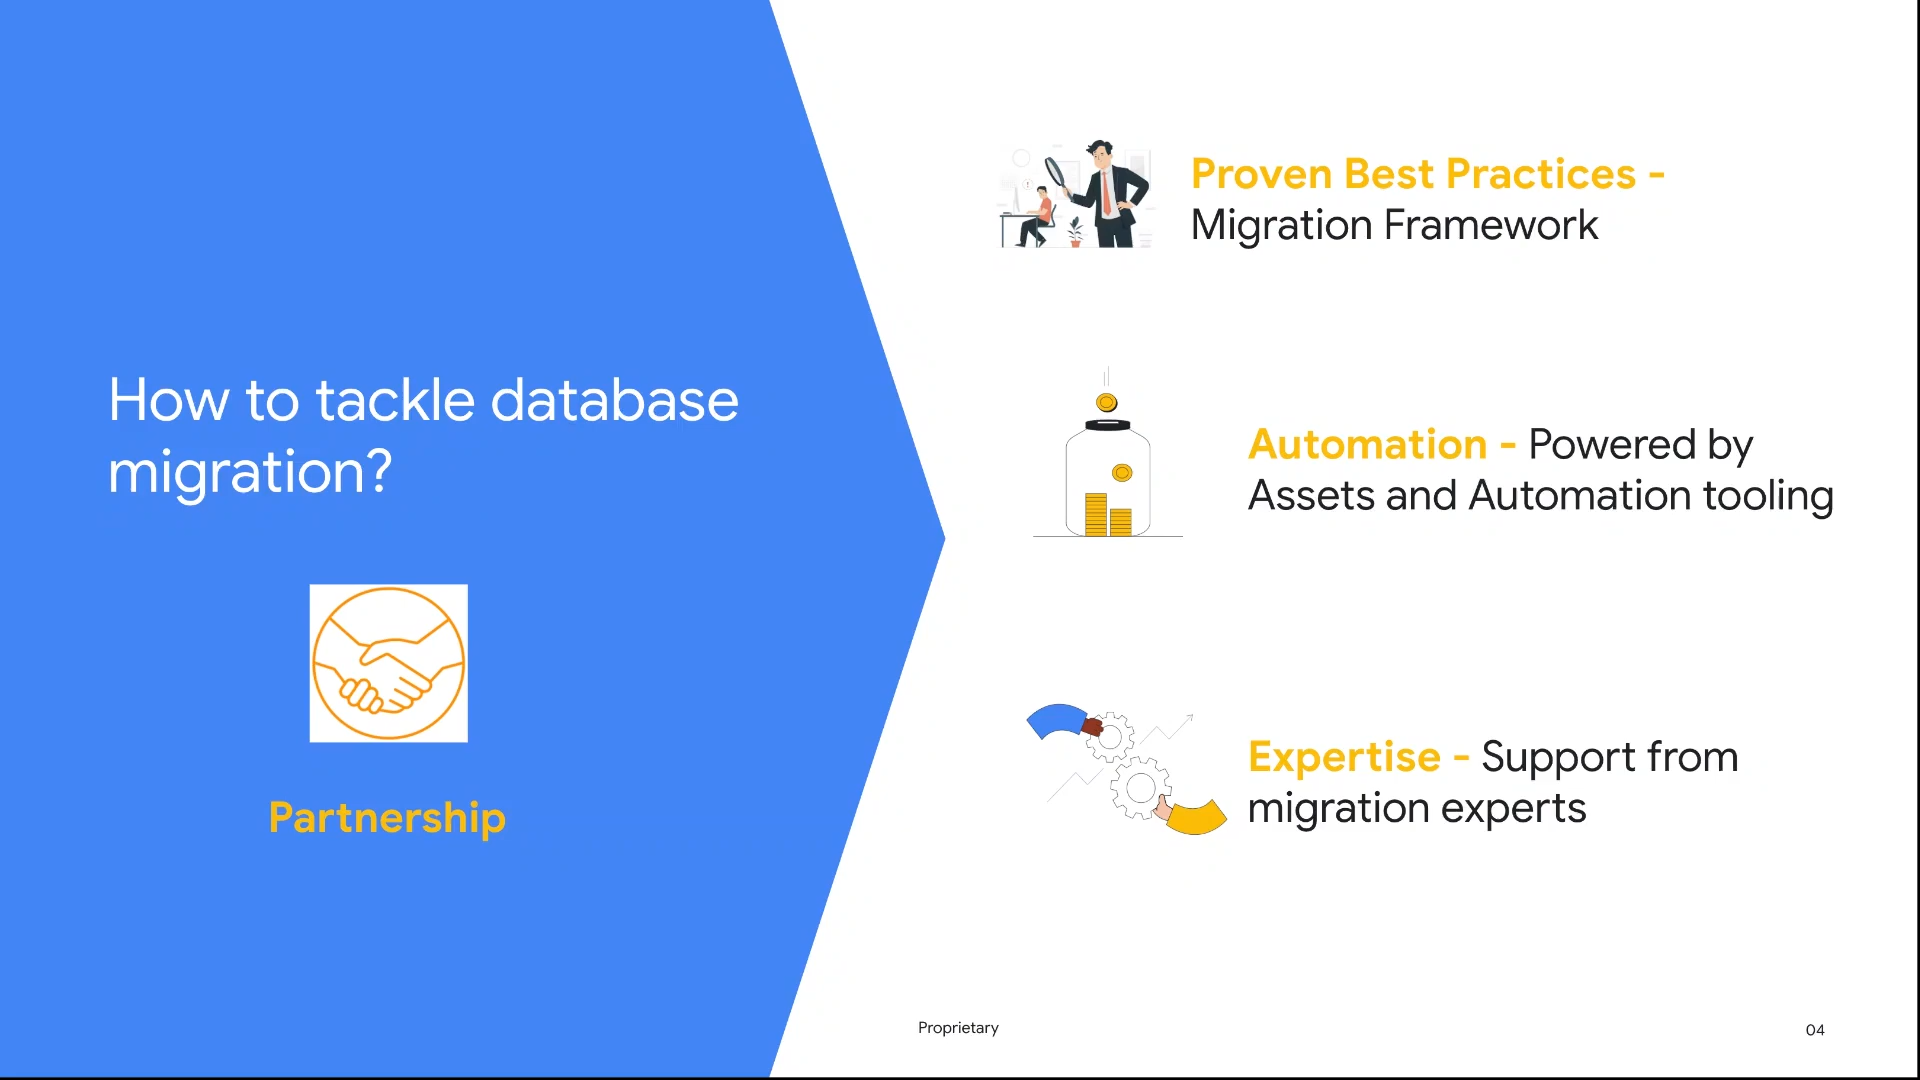 How to tackle database
migration?
Partnership
Proven Best Practices -
Migration Framework
Automation - Powered by
Assets and Automation tooling
Expertise - Support from
migration experts
Proprietary
04